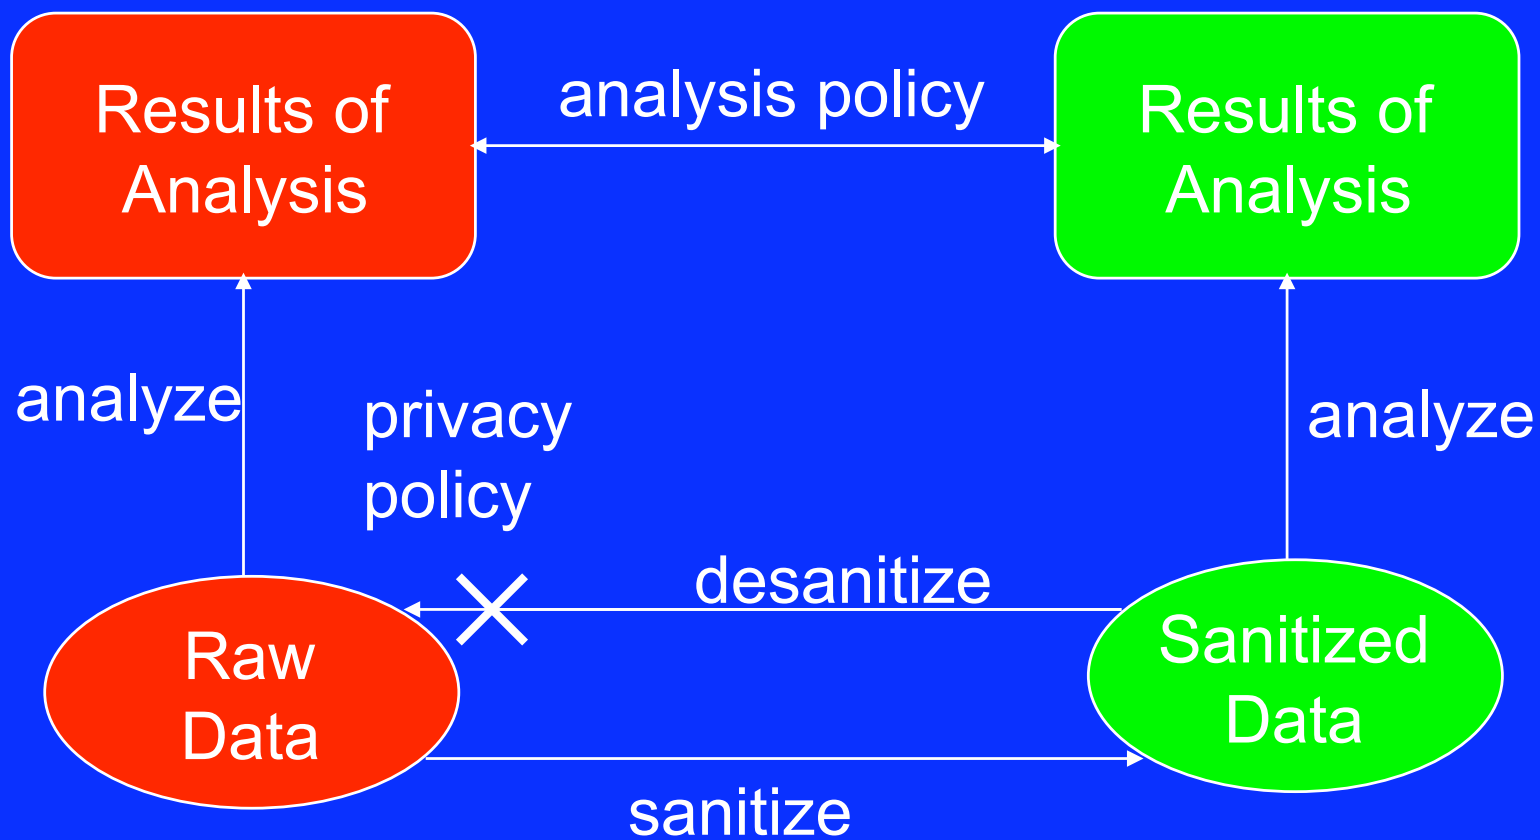 Results of
Analysis
analysis policy
Results of
Analysis
analyze
privacy
policy
analyze
desanitize
Raw
Data
Sanitized
Data
sanitize